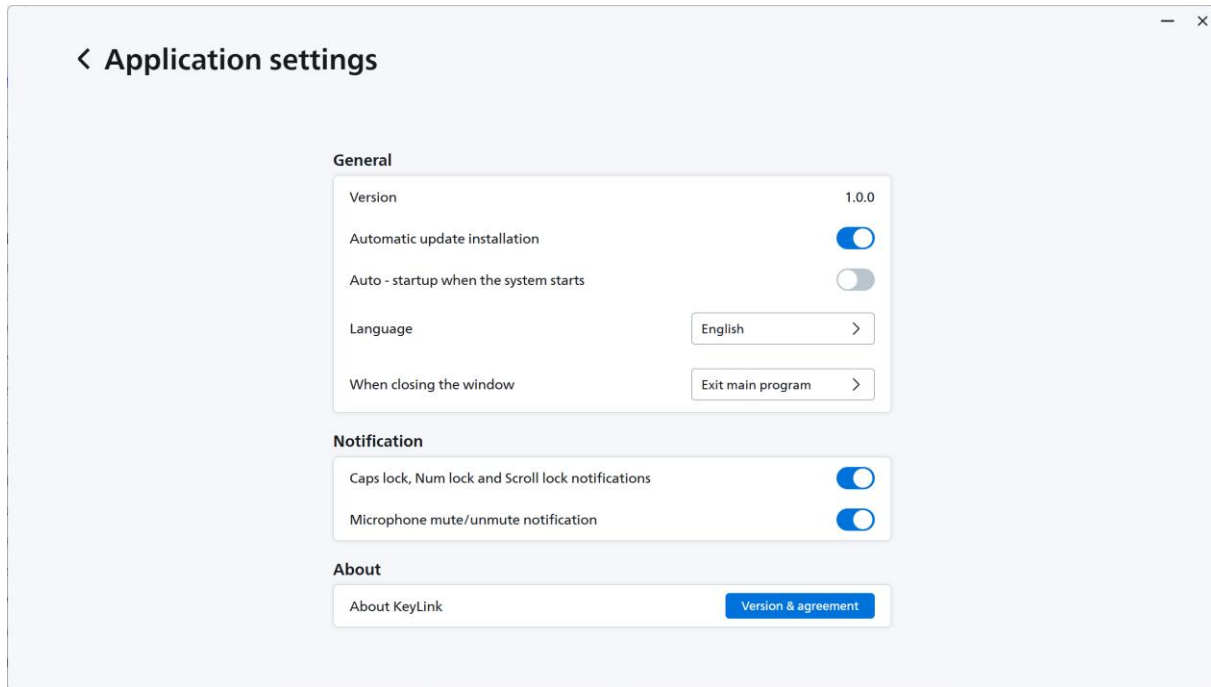 Application settings
General
Version 1.0.0
Automatic update installation
Auto - startup when the system starts
Language English
When closing the window Exit main program
Notification
Caps lock, Num lock and Scroll lock notifications
Microphone mute/unmute notification
About
About KeyLink Version & agreement